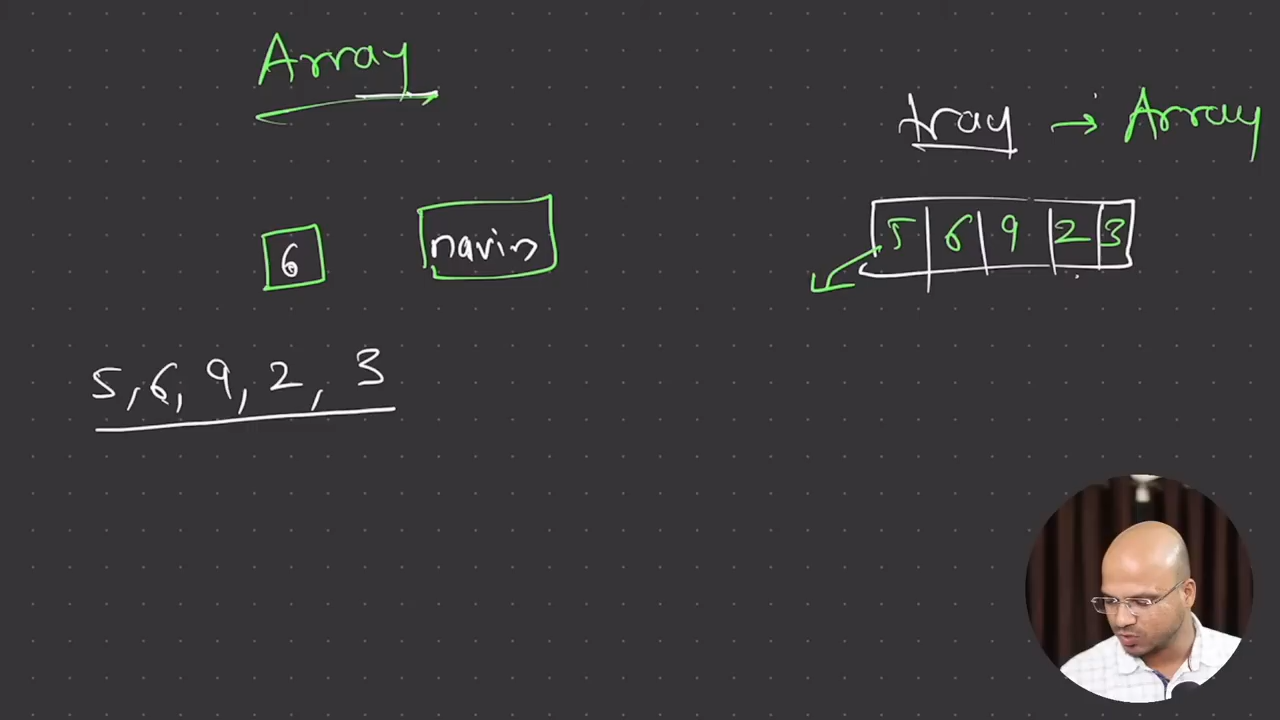 Array
tray → Array
6 navin
5 6 9 2 3
5, 6, 9, 2, 3